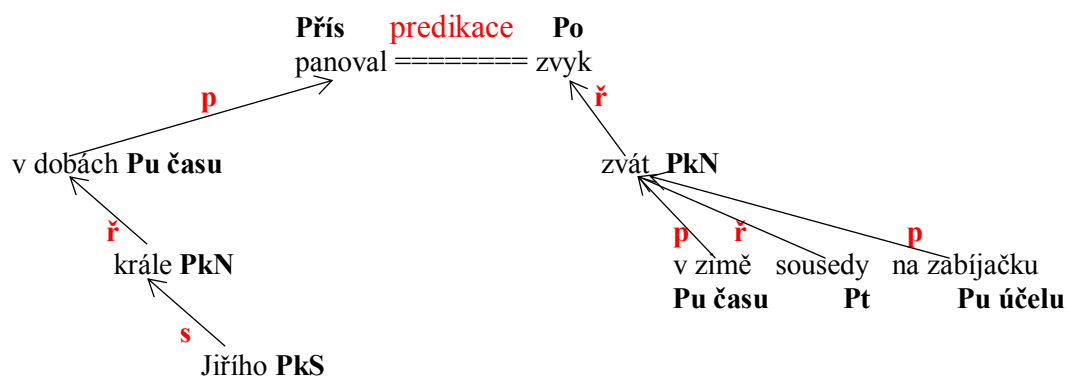 Přís predikace Po
panoval ======== zvyk
p ř
v dobách Pu času zvát PkN
ř p ř p
krále PkN v zimě sousedy na zabíjačku
Pu času Pt Pu účelu
s
Jiřího PkS